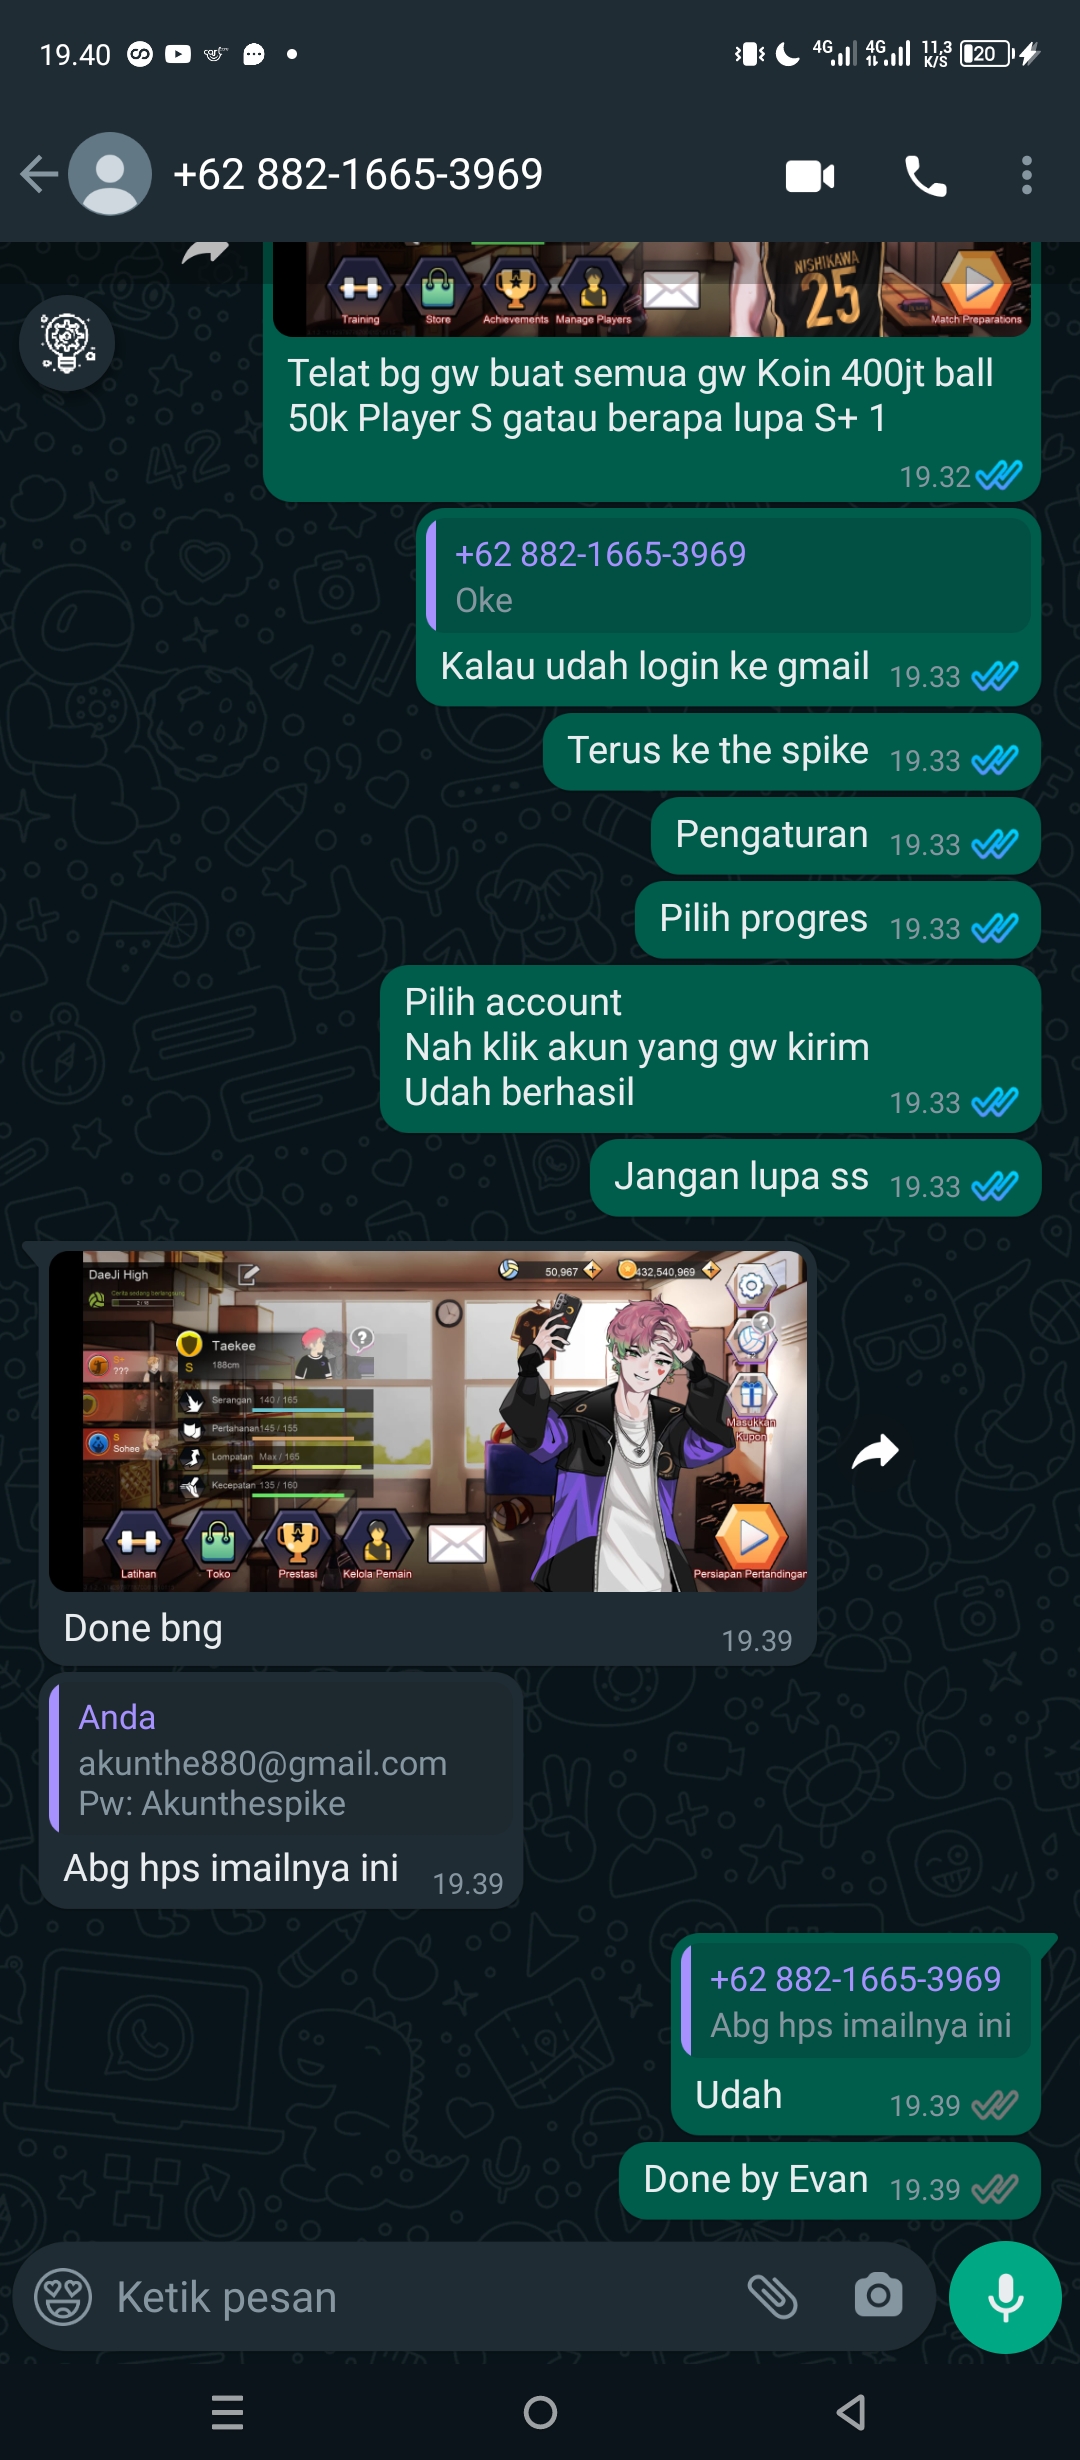 19.40
4G
4G
11,3
K/S
20
+62 882-1665-3969
NISHIKAWA
25
Training
Store
Achievements
Manage Players
Match Preparations
Telat bg gw buat semua gw Koin 400jt ball
50k Player S gatau berapa lupa S+ 1
19.32
+62 882-1665-3969
Oke
Kalau udah login ke gmail
19.33
Terus ke the spike
19.33
Pengaturan
19.33
Pilih progres
19.33
Pilih account
Nah klik akun yang gw kirim
Udah berhasil
19.33
Jangan lupa ss
19.33
DaeJi High
50,967
432,540,969
Cerita sedang berlangsung
Taekee
S
188cm
S+
???
Serangan 140 / 165
Pertahanan 145 / 155
S
Sohee
Lompatan Max / 165
Kecepatan 135 / 160
Masukkan
Kupon
Latihan
Toko
Prestasi
Kelola Pemain
Persiapan Pertandingan
Done bng
19.39
Anda
akunthe880@gmail.com
Pw: Akunthespike
Abg hps imailnya ini
19.39
+62 882-1665-3969
Abg hps imailnya ini
Udah
19.39
Done by Evan
19.39
Ketik pesan